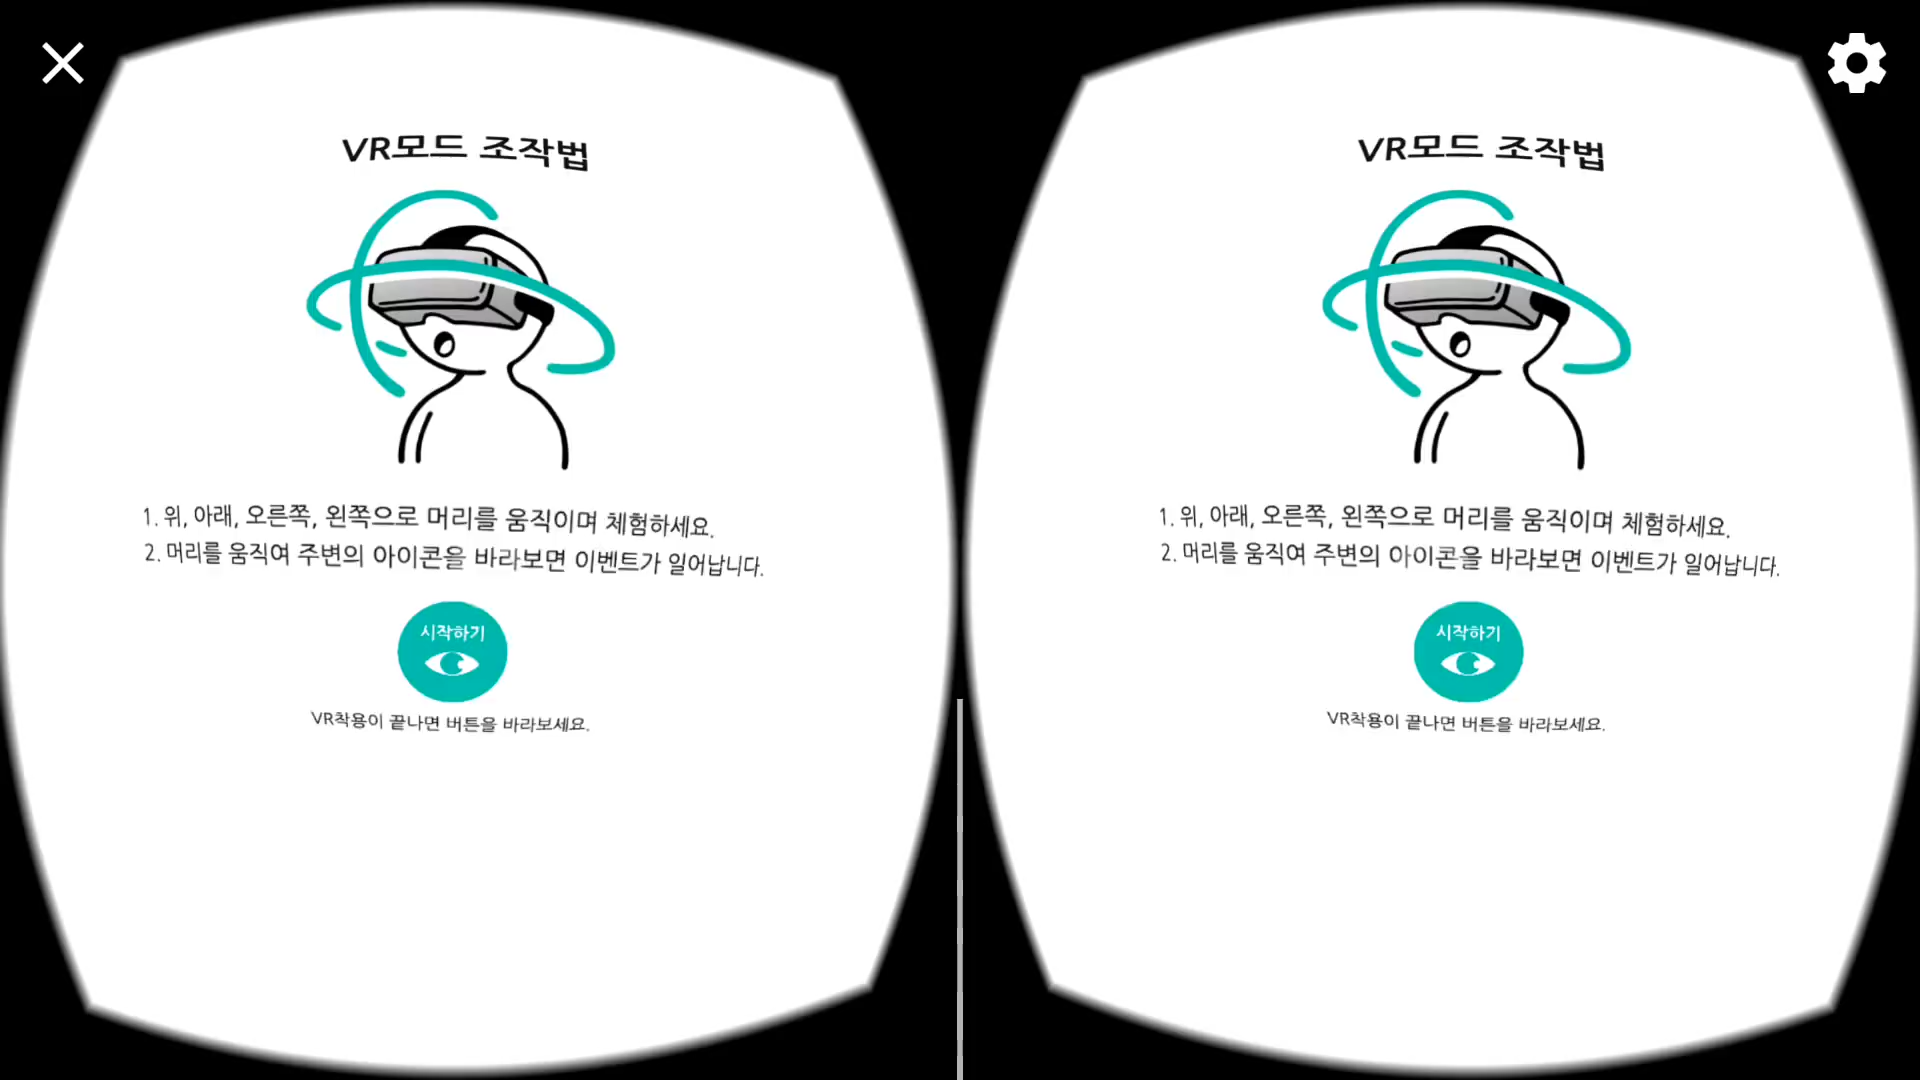 VR모드 조작법
1. 위, 아래, 오른쪽, 왼쪽으로 머리를 움직이며 체험하세요.
2. 머리를 움직여 주변의 아이콘을 바라보면 이벤트가 일어납니다.
시작하기
VR착용이 끝나면 버튼을 바라보세요.
VR모드 조작법
1. 위, 아래, 오른쪽, 왼쪽으로 머리를 움직이며 체험하세요.
2. 머리를 움직여 주변의 아이콘을 바라보면 이벤트가 일어납니다.
시작하기
VR착용이 끝나면 버튼을 바라보세요.